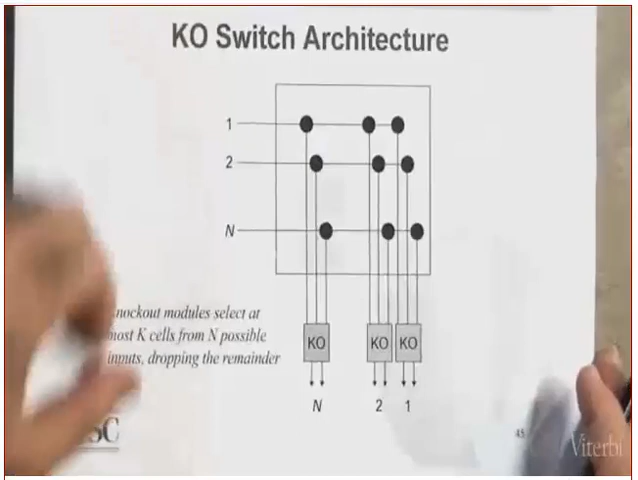 KO Switch Architecture
1
2
N
nockout modules select at
most K cells from N possible
inputs, dropping the remainder
KO KO KO
N 2 1
SC
45
Viterbi